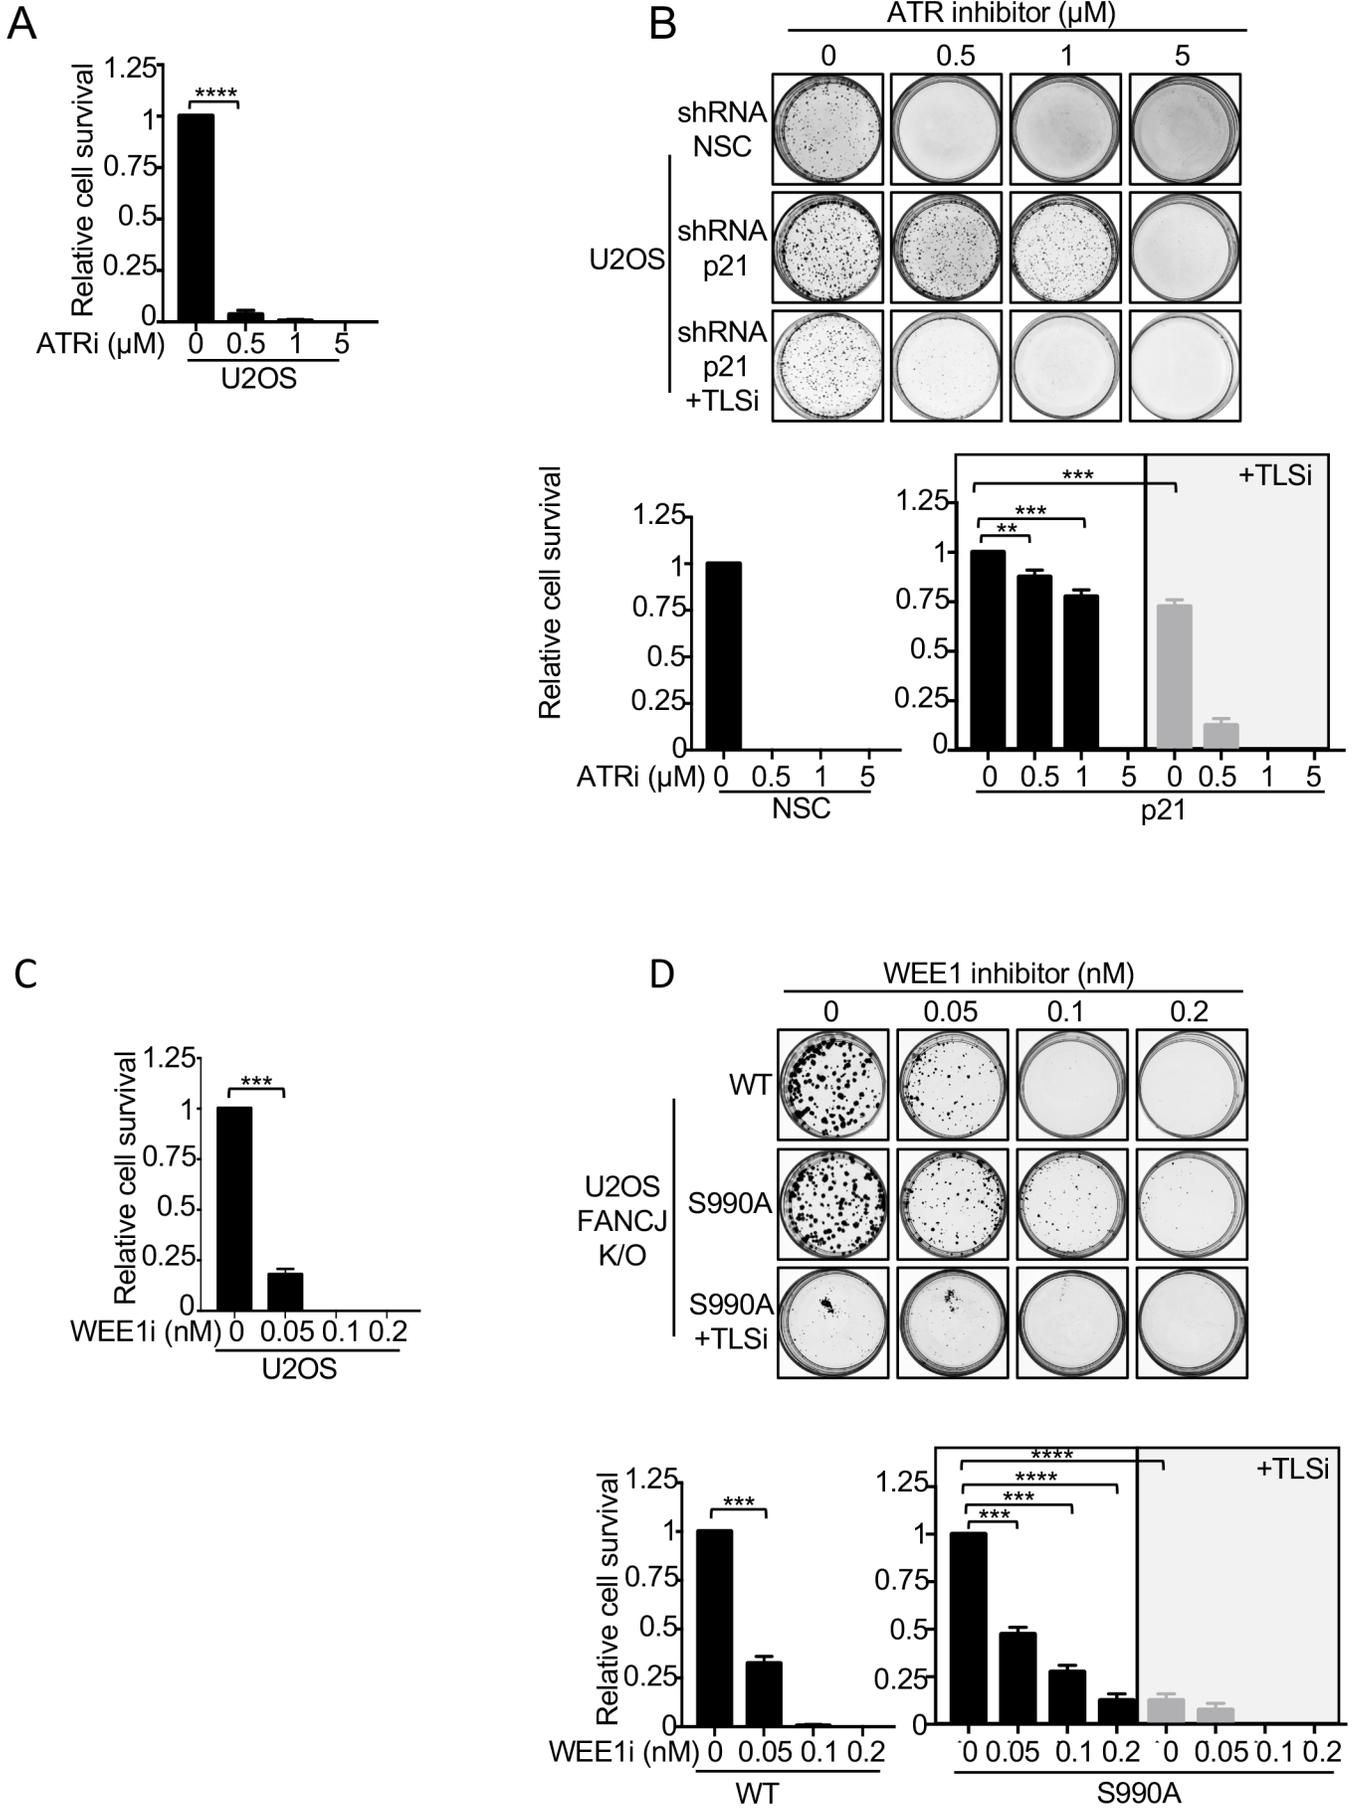 A
1.25
1
0.75
0.5
0.25
0
Relative cell survival
****
ATRi (µM)
0 0.5 1 5
U2OS
B
ATR inhibitor (µM)
0 0.5 1 5
shRNA
NSC
shRNA
p21
shRNA
p21
+TLSi
U2OS
Relative cell survival
1.25
1
0.75
0.5
0.25
0
ATRi (µM) 0 0.5 1 5
NSC
+TLSi
***
***
**
1.25
1
0.75
0.5
0.25
0
0 0.5 1 5 0 0.5 1 5
p21
C
Relative cell survival
1.25
1
0.75
0.5
0.25
0
***
WEE1i (nM) 0 0.05 0.1 0.2
U2OS
D
WEE1 inhibitor (nM)
0 0.05 0.1 0.2
WT
S990A
S990A
+TLSi
U2OS
FANCJ
K/O
Relative cell survival
1.25
1
0.75
0.5
0.25
0
***
WEE1i (nM) 0 0.05 0.1 0.2
WT
+TLSi
****
****
***
***
1.25
1
0.75
0.5
0.25
0
0 0.05 0.1 0.2 0 0.05 0.1 0.2
S990A